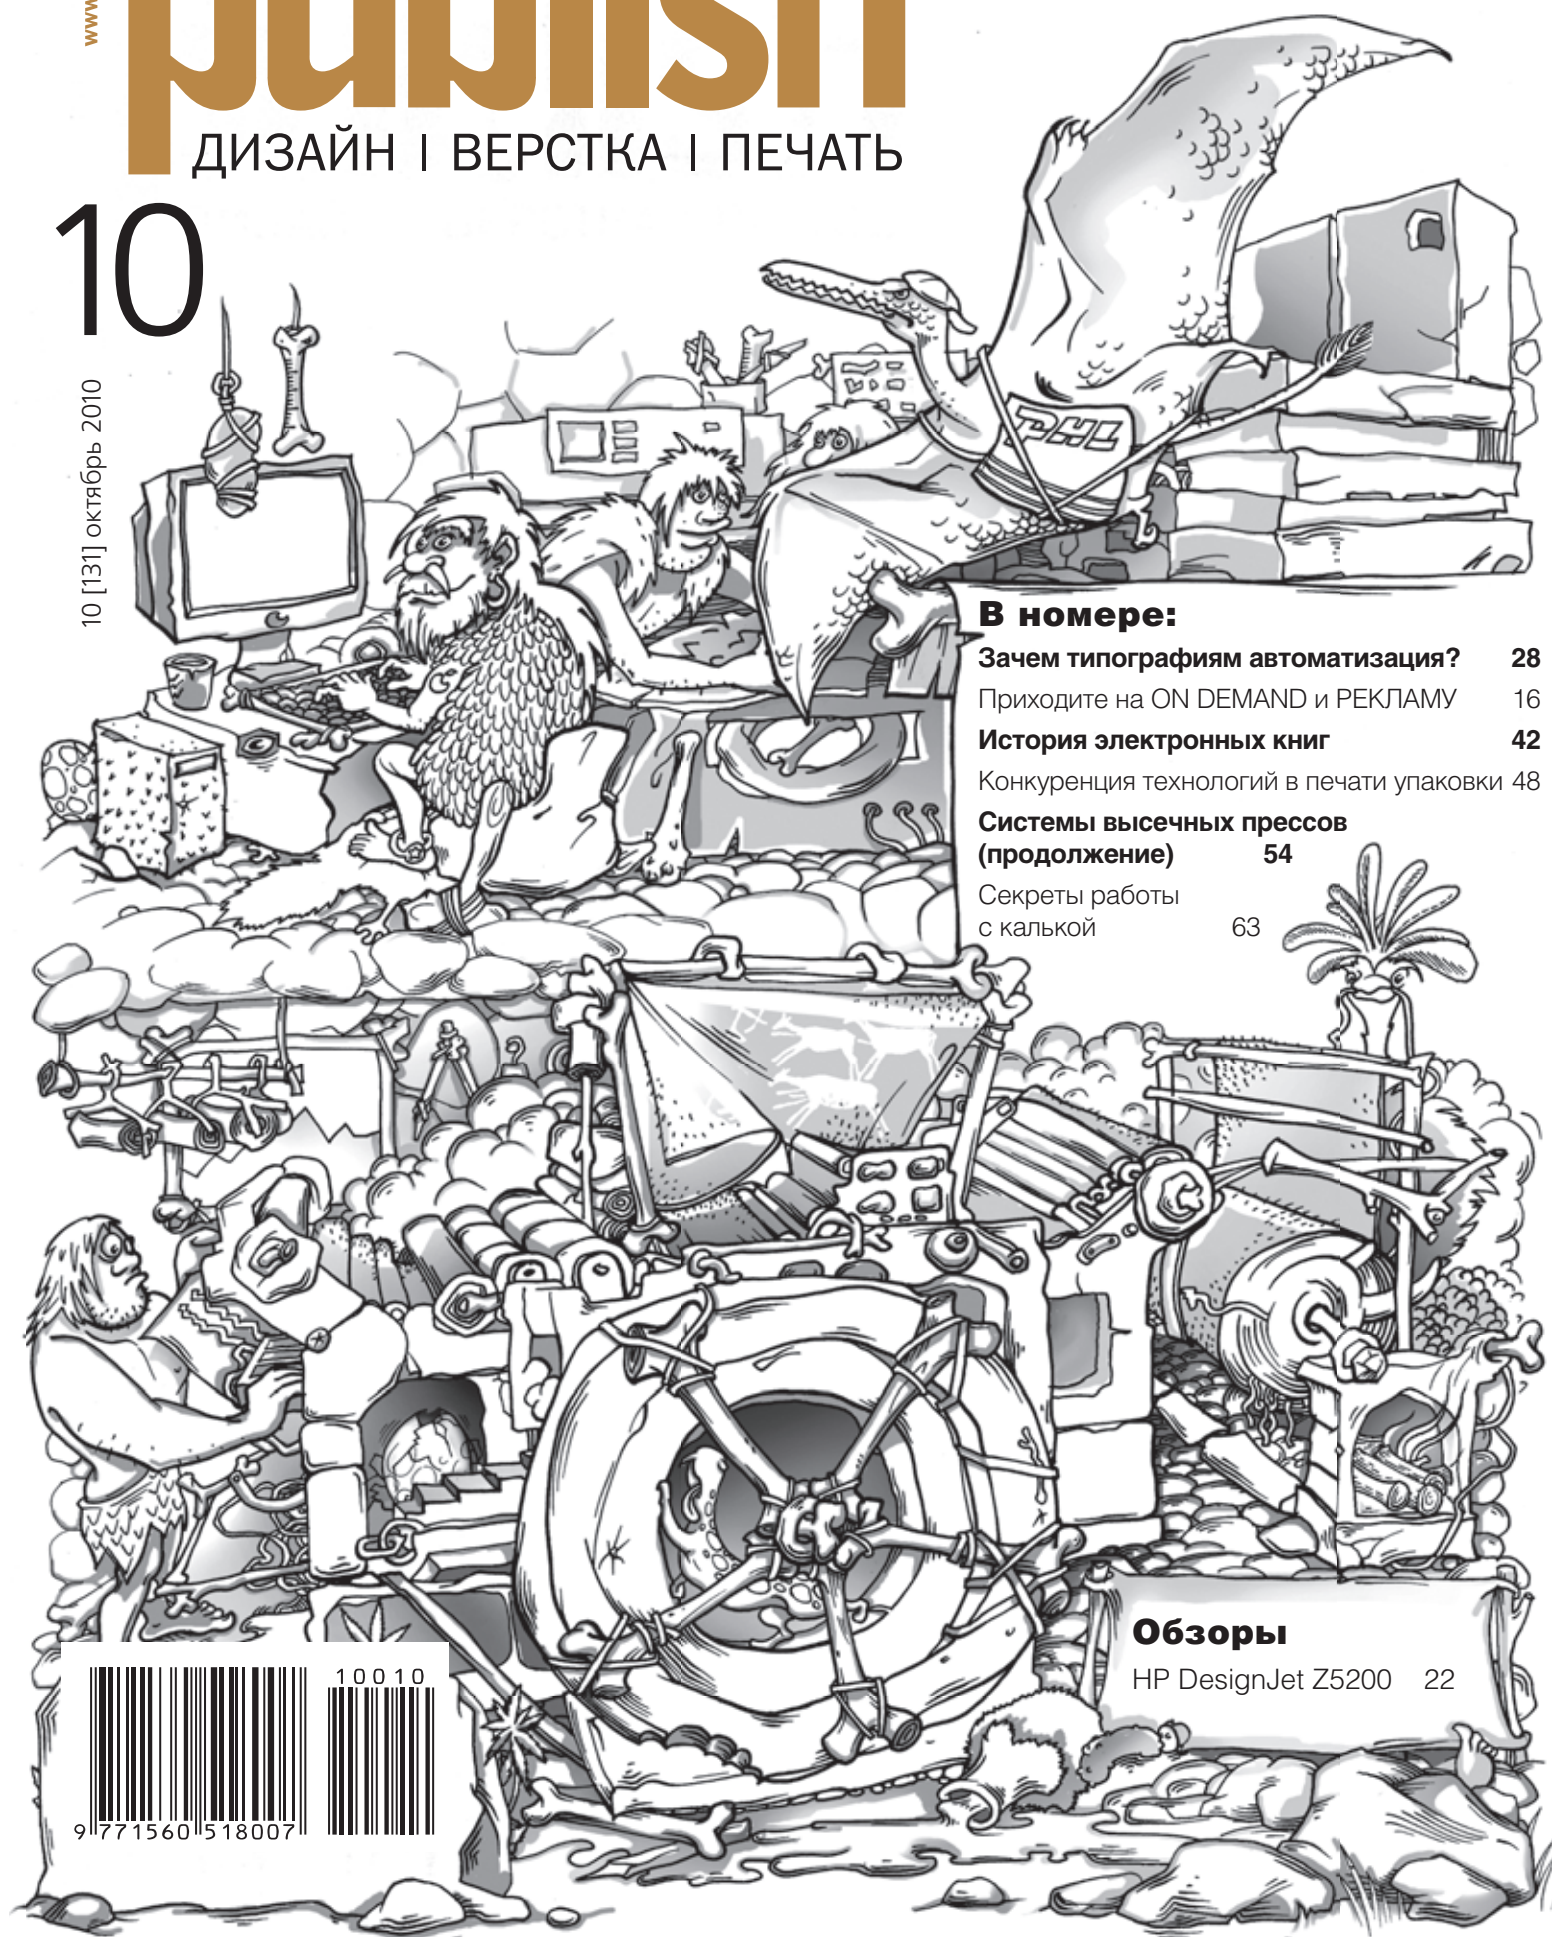 www
publish
ДИЗАЙН | ВЕРСТКА | ПЕЧАТЬ
10
10 [131] октябрь 2010
DHL
В номере:
Зачем типографиям автоматизация? 28
Приходите на ON DEMAND и РЕКЛАМУ 16
История электронных книг 42
Конкуренция технологий в печати упаковки 48
Системы высечных прессов
(продолжение) 54
Секреты работы
с калькой 63
Обзоры
HP DesignJet Z5200 22
10010
9 771560 518007